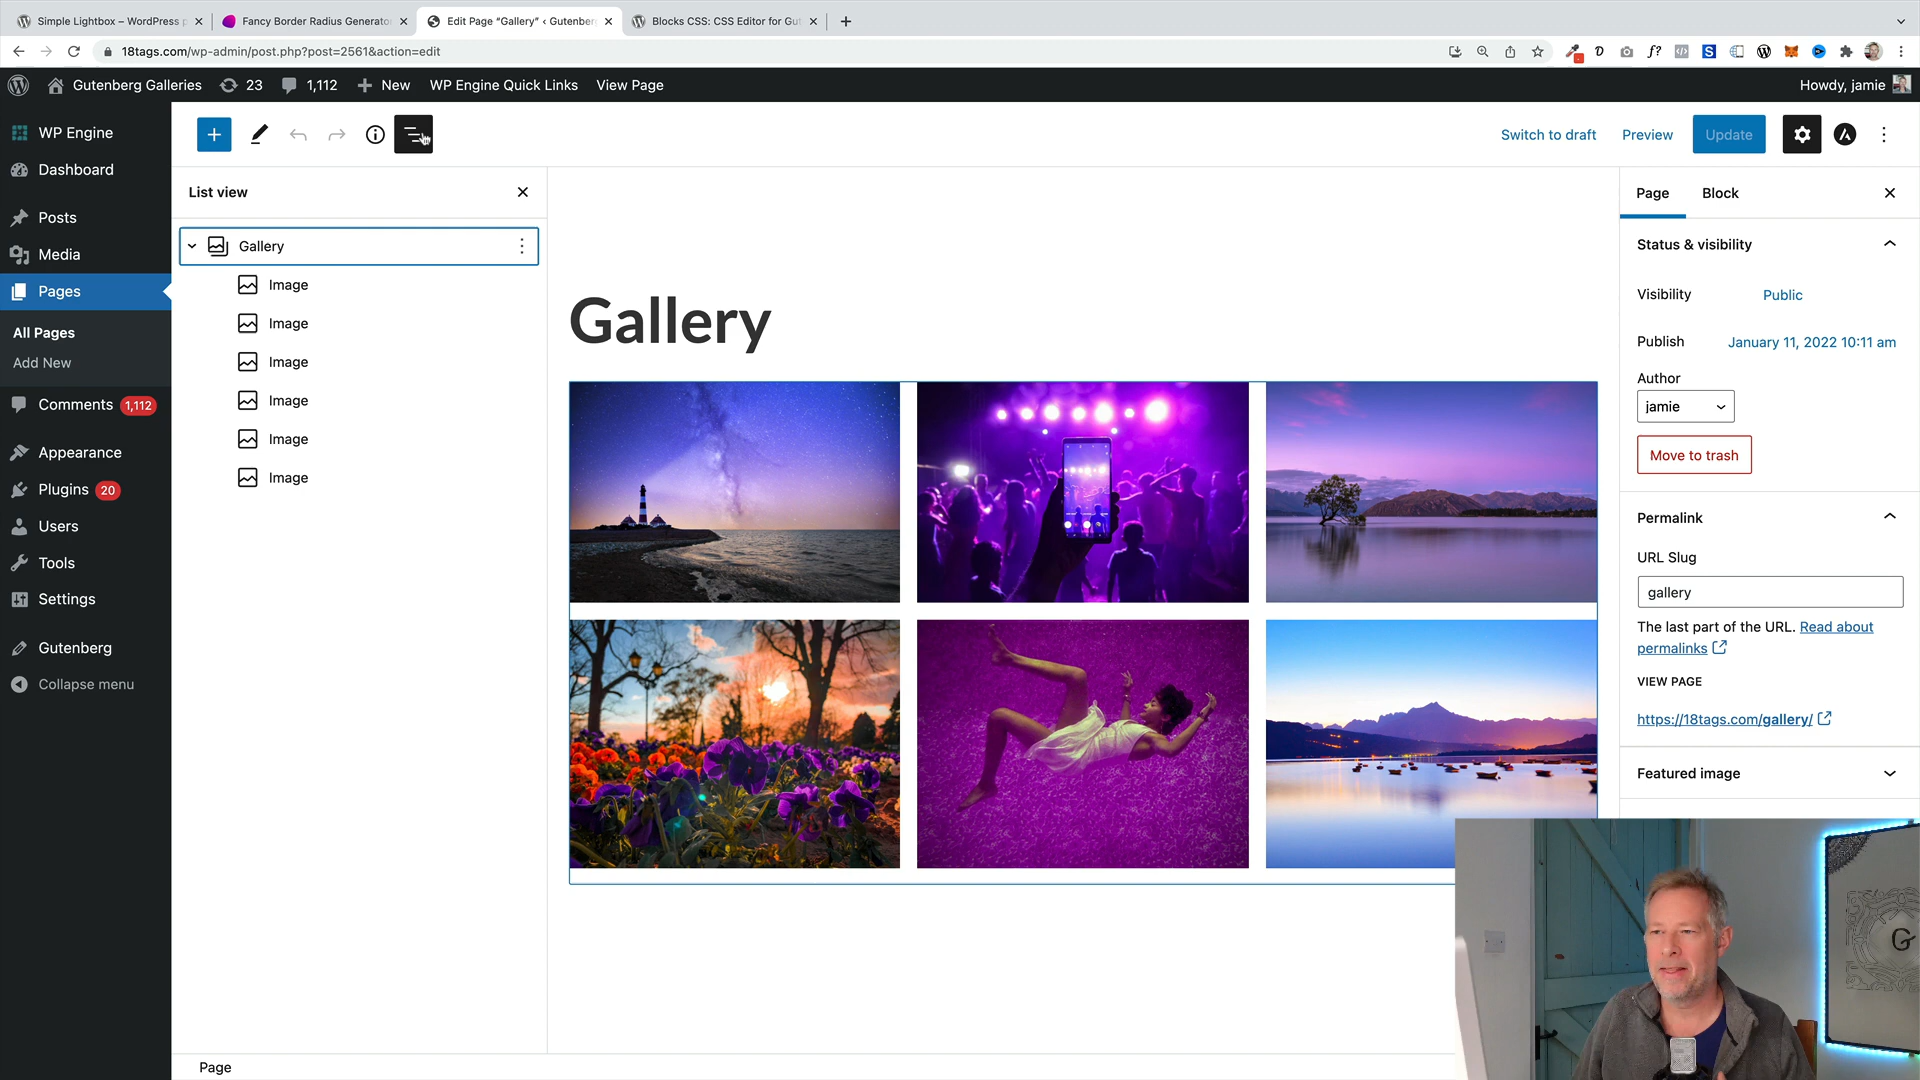 Simple Lightbox – WordPress p
Fancy Border Radius Generato
Edit Page “Gallery” ‹ Gutenber
Blocks CSS: CSS Editor for Gu
18tags.com/wp-admin/post.php?post=2561&action=edit
Gutenberg Galleries
23
1,112
New
WP Engine Quick Links
View Page
Howdy, jamie
WP Engine
Dashboard
Posts
Media
Pages
All Pages
Add New
Comments 1,112
Appearance
Plugins 20
Users
Tools
Settings
Gutenberg
Collapse menu
Switch to draft
Preview
Update
List view
Gallery
Image
Image
Image
Image
Image
Image
Gallery
Page
Block
Status & visibility
Visibility
Public
Publish
January 11, 2022 10:11 am
Author
jamie
Move to trash
Permalink
URL Slug
gallery
The last part of the URL. Read about
permalinks
VIEW PAGE
https://18tags.com/gallery/
Featured image
G
Page